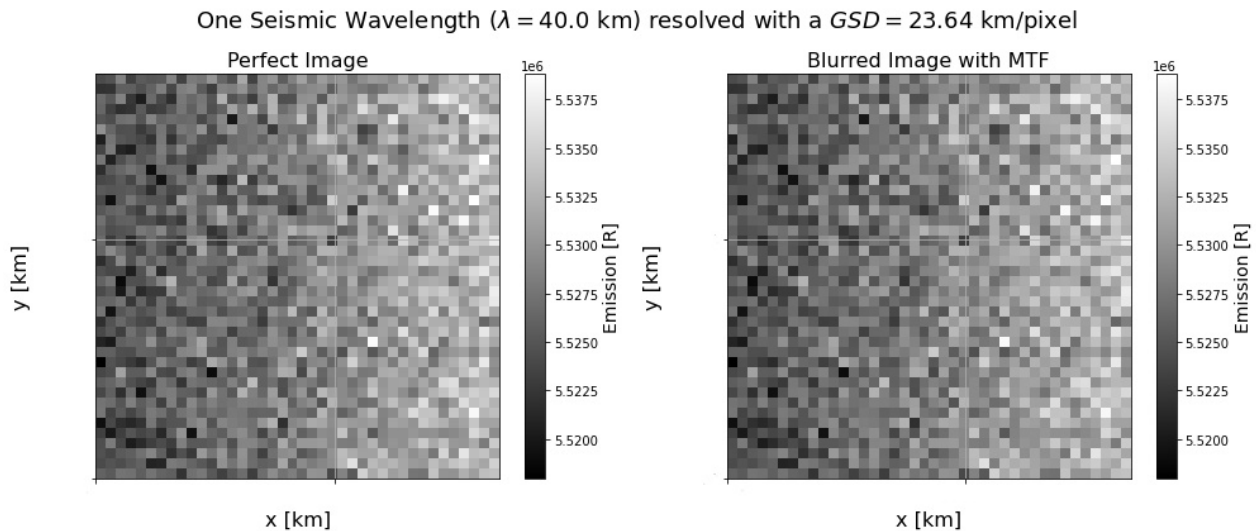 One Seismic Wavelength (λ = 40.0 km) resolved with a GSD = 23.64 km/pixel
Perfect Image
1e6
5.5375
5.5350
5.5325
5.5300
5.5275
5.5250
5.5225
5.5200
Emission [R]
y [km]
x [km]
Blurred Image with MTF
1e6
5.5375
5.5350
5.5325
5.5300
5.5275
5.5250
5.5225
5.5200
Emission [R]
y [km]
x [km]